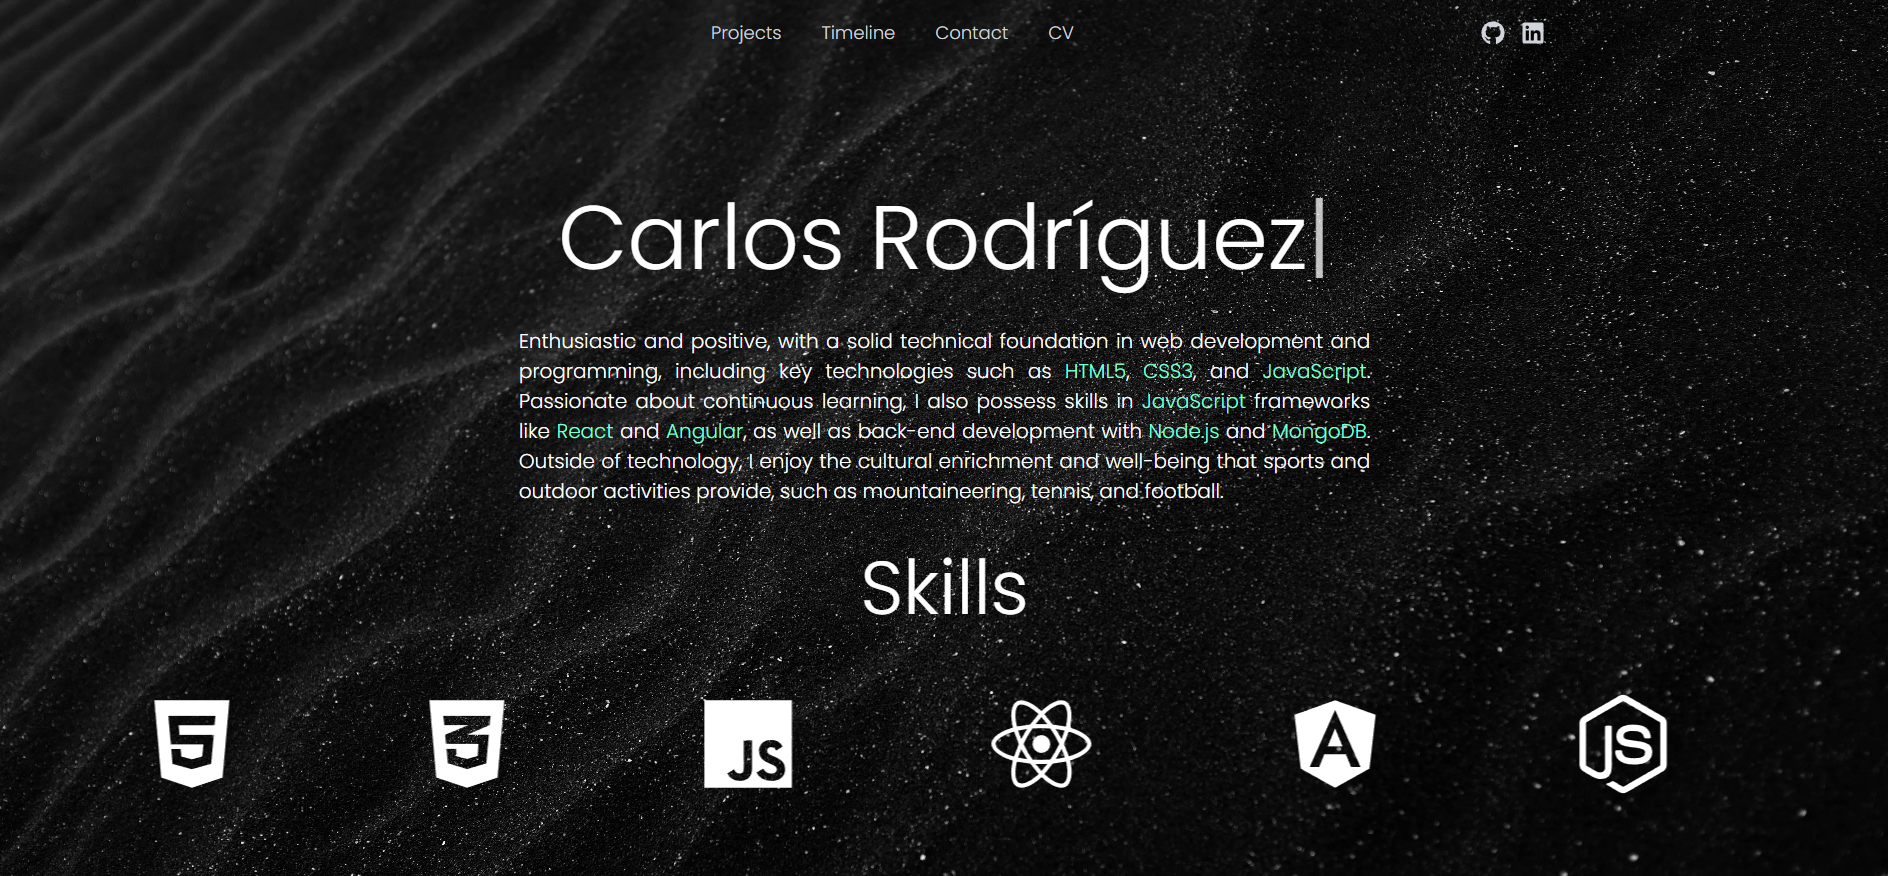 Projects Timeline Contact CV
Carlos Rodríguez
Enthusiastic and positive, with a solid technical foundation in web development and
programming, including key technologies such as HTML5, CSS3, and JavaScript.
Passionate about continuous learning, I also possess skills in JavaScript frameworks
like React and Angular, as well as back-end development with Node.js and MongoDB.
Outside of technology, I enjoy the cultural enrichment and well-being that sports and
outdoor activities provide, such as mountaineering, tennis, and football.
Skills
5 3 JS A JS